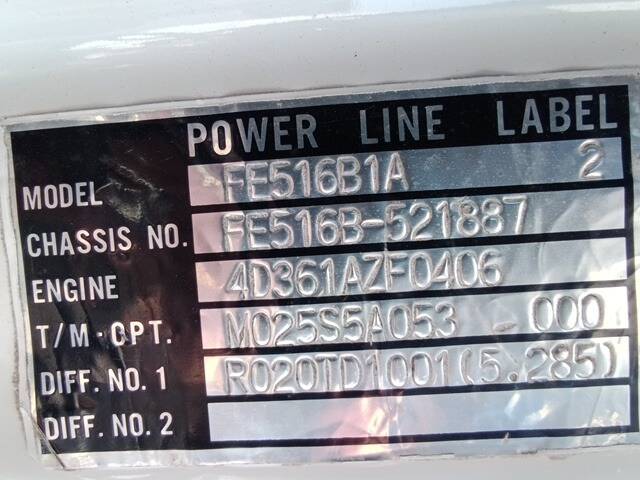 POWER LINE LABEL
MODEL FE516B1A 2
CHASSIS NO. FE516B-521887
ENGINE 4D361AZF0406
T/M·OPT. M025S5A053 000
DIFF. NO. 1 R020TD1001(5.285)
DIFF. NO. 2